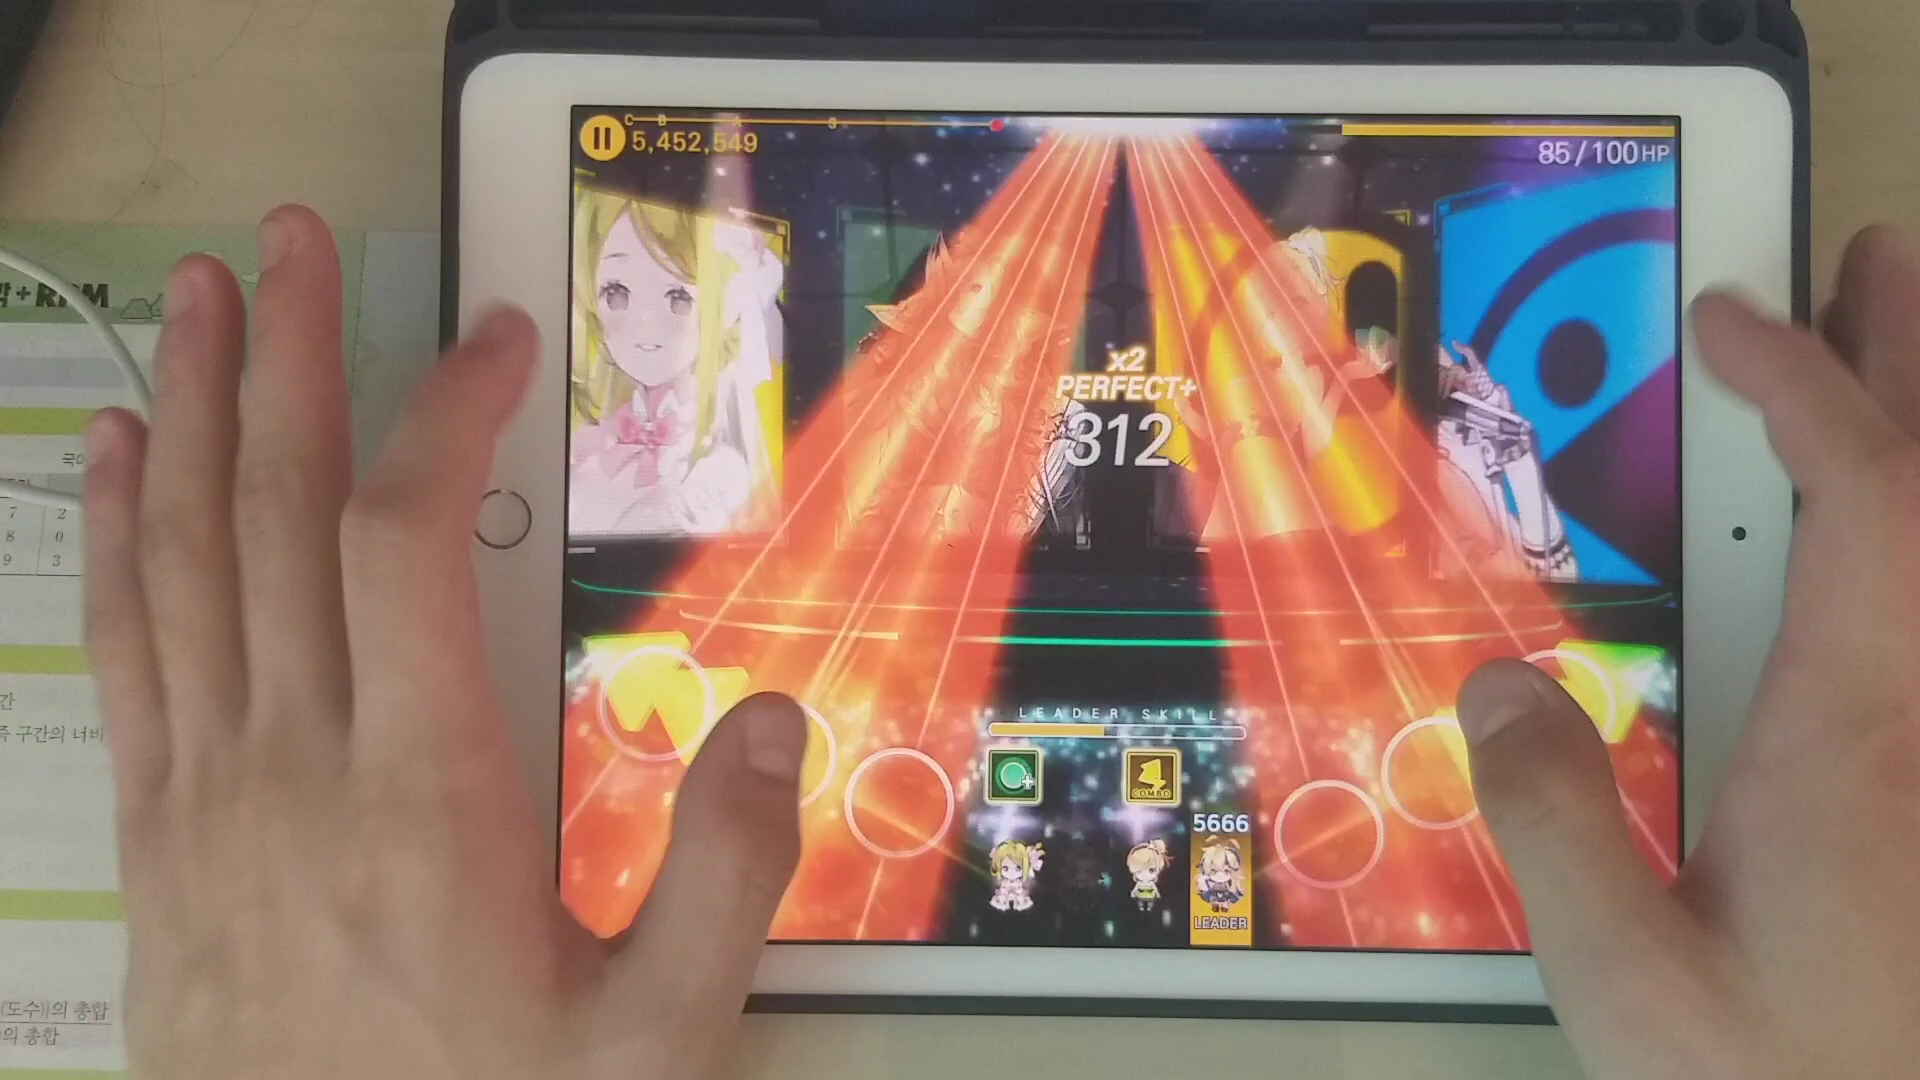 C B A S
5,452,549
85/100HP
x2
PERFECT+
312
LEADER SKILL
COMBO
5666
LEADER
+RPM
국어
7 2
8 0
9 3
간
구간의 너비
(도수)의 총합
의 총합